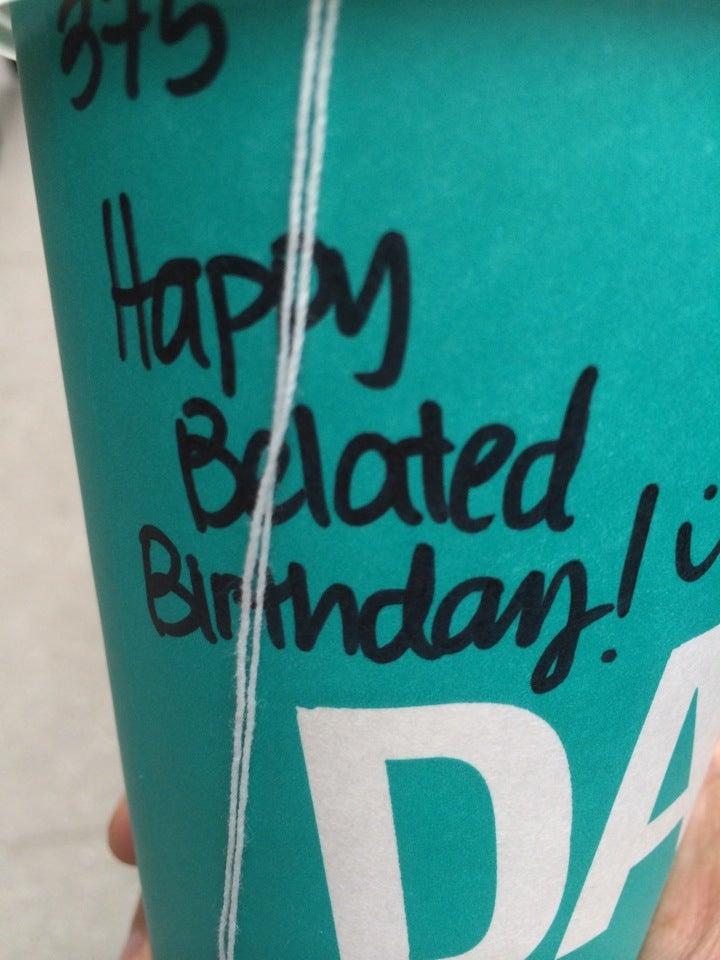 375
Happy
Belated
Birthday! ü
DA